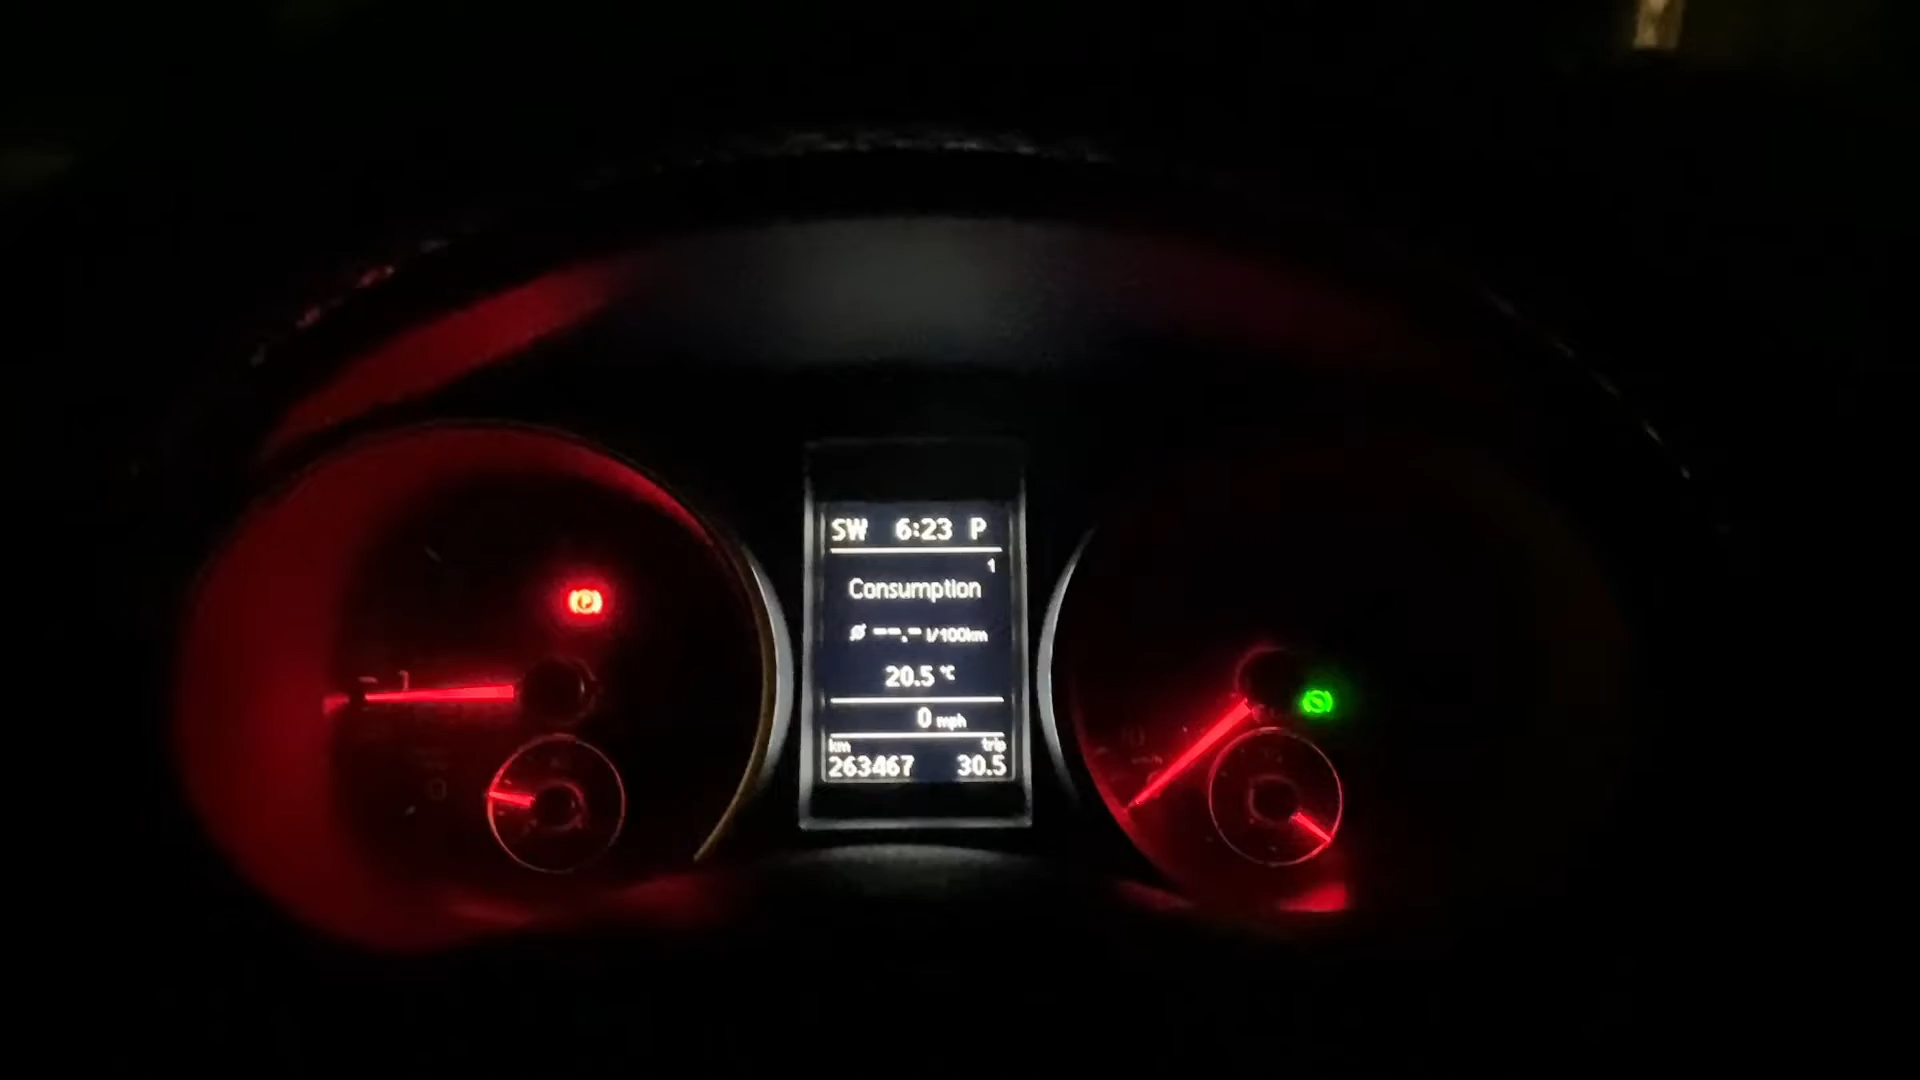 SW 6:23 P
1
Consumption
Ø --.- l/100km
20.5 °C
0 mph
km trip
263467 30.5